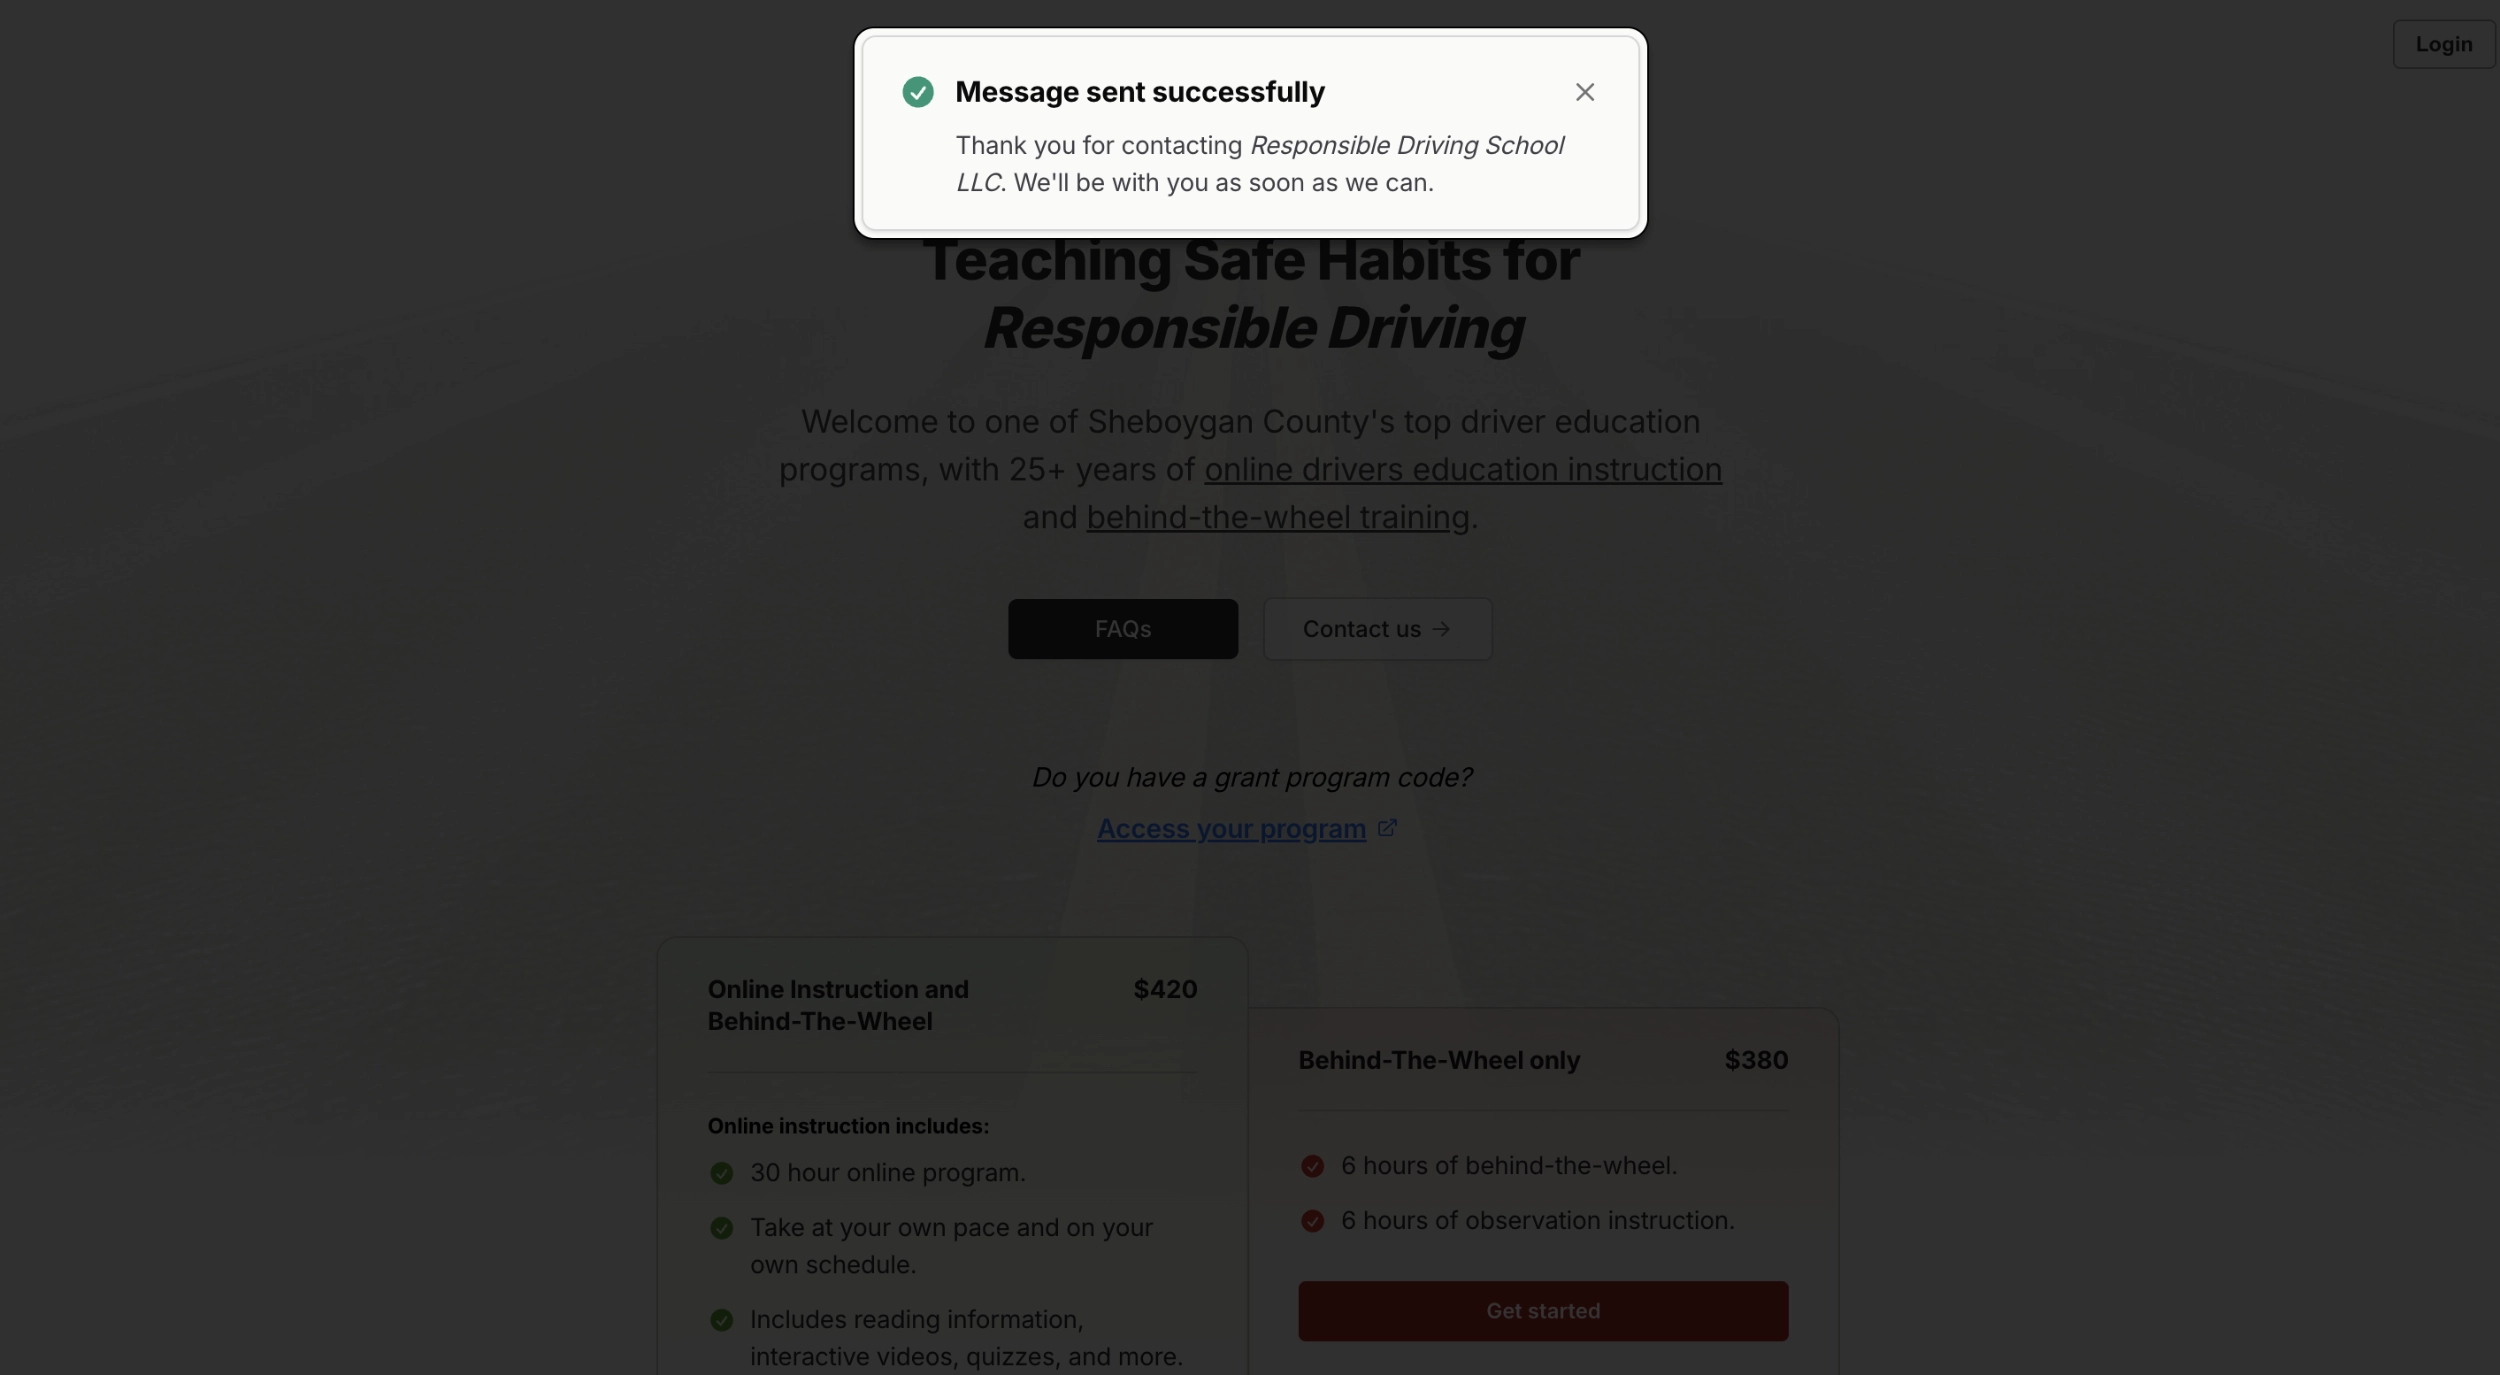 Login
Message sent successfully
Thank you for contacting Responsible Driving School
LLC. We'll be with you as soon as we can.
Teaching Safe Habits for
Responsible Driving
Welcome to one of Sheboygan County's top driver education
programs, with 25+ years of online drivers education instruction
and behind-the-wheel training.
FAQs
Contact us →
Do you have a grant program code?
Access your program
Online Instruction and
Behind-The-Wheel
$420
Online instruction includes:
30 hour online program.
Take at your own pace and on your
own schedule.
Includes reading information,
interactive videos, quizzes, and more.
Behind-The-Wheel only
$380
6 hours of behind-the-wheel.
6 hours of observation instruction.
Get started